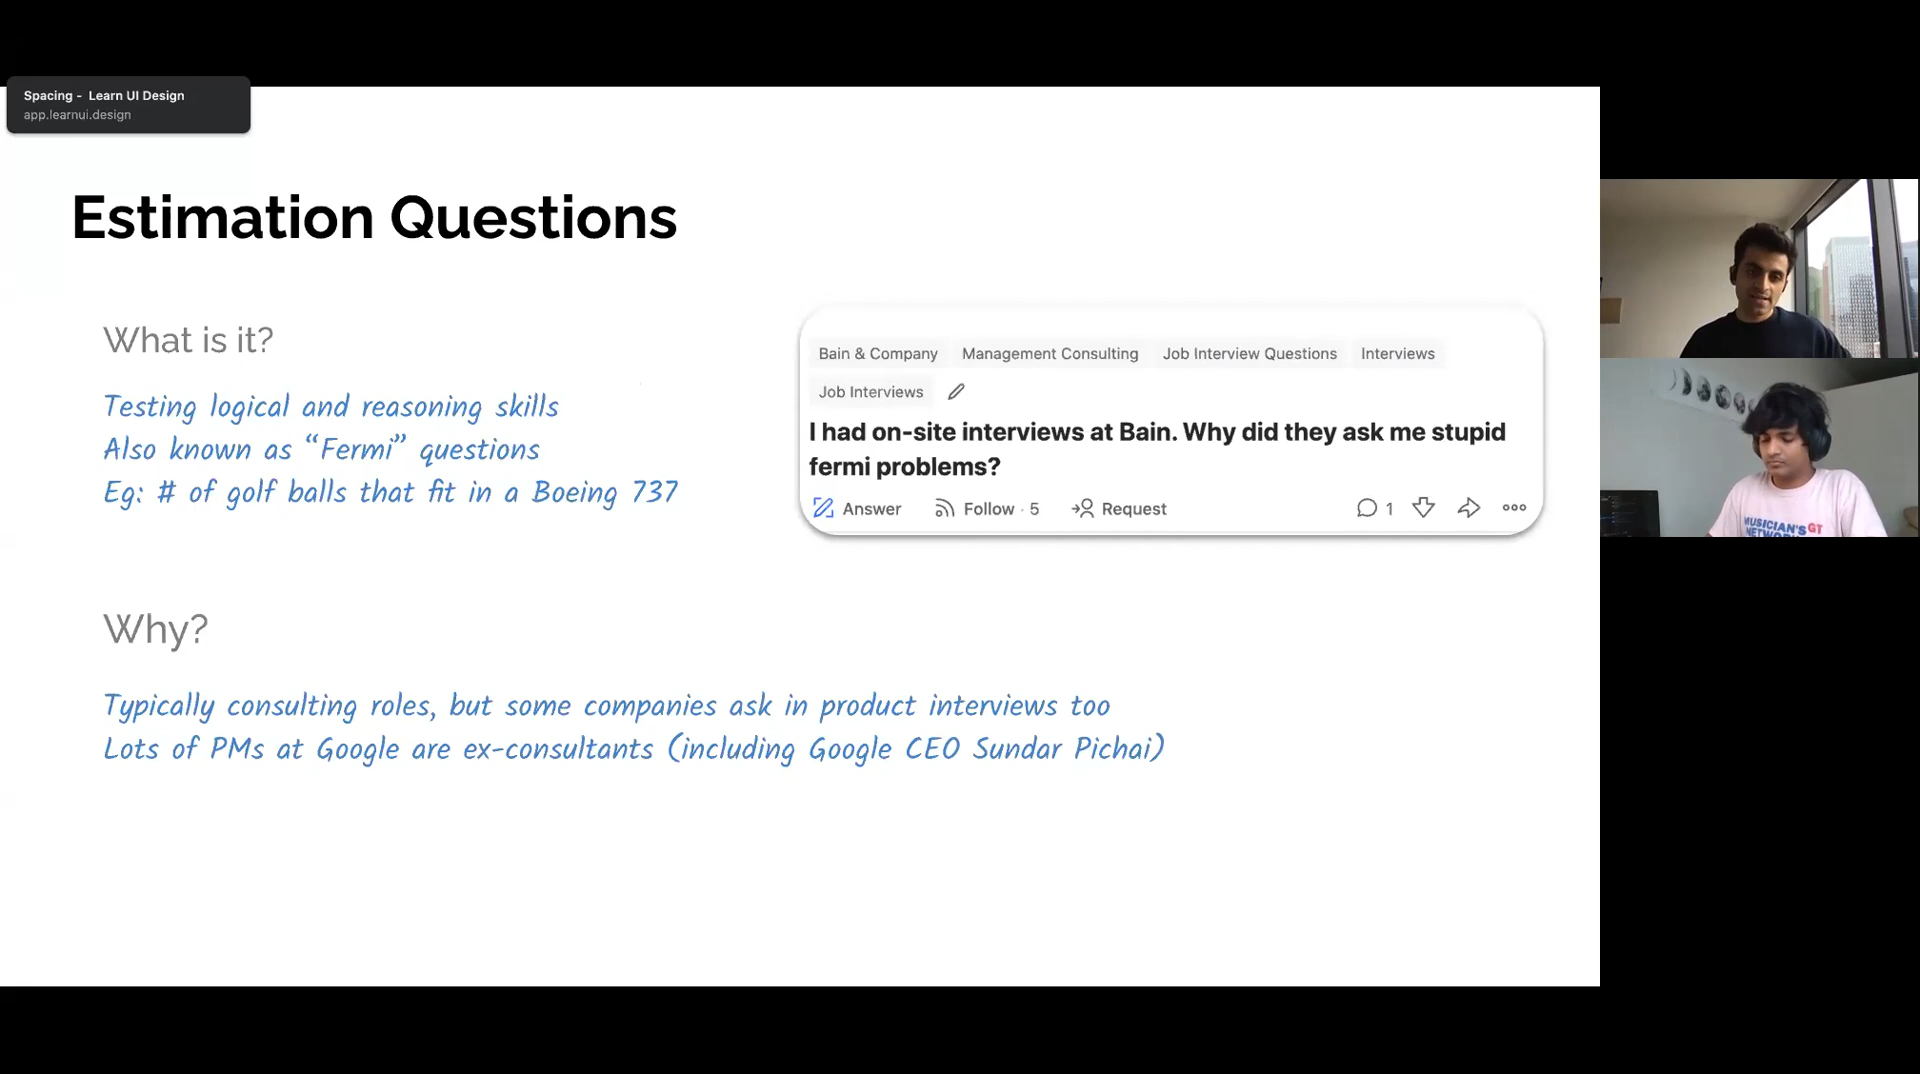 Spacing - Learn UI Design
app.learnui.design
Estimation Questions
What is it?
Testing logical and reasoning skills
Also known as “Fermi” questions
Eg: # of golf balls that fit in a Boeing 737
Bain & Company Management Consulting Job Interview Questions Interviews
Job Interviews
I had on-site interviews at Bain. Why did they ask me stupid
fermi problems?
Answer Follow · 5 Request 1
Why?
Typically consulting roles, but some companies ask in product interviews too
Lots of PMs at Google are ex-consultants (including Google CEO Sundar Pichai)
MUSICIAN'S GT
NETWORK